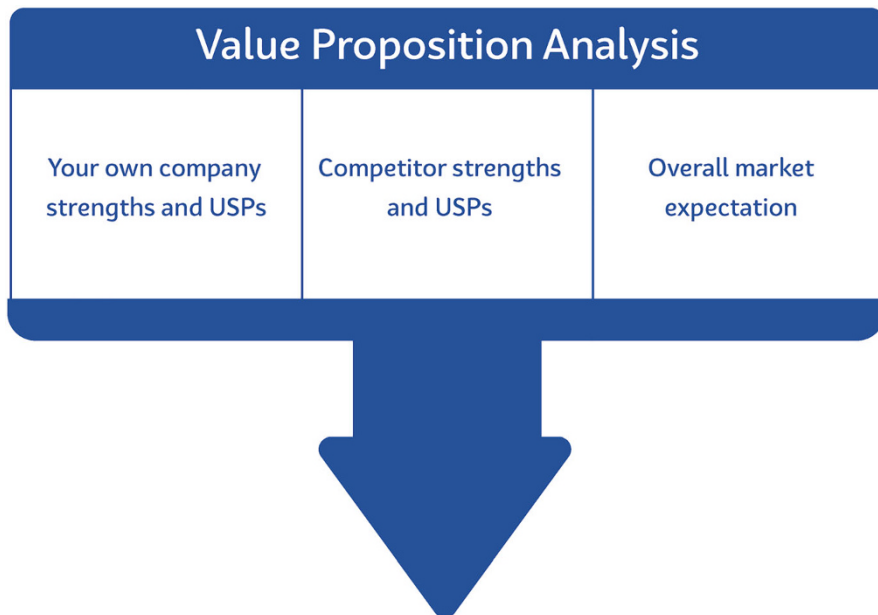 Value Proposition Analysis
Your own company
strengths and USPs
Competitor strengths
and USPs
Overall market
expectation